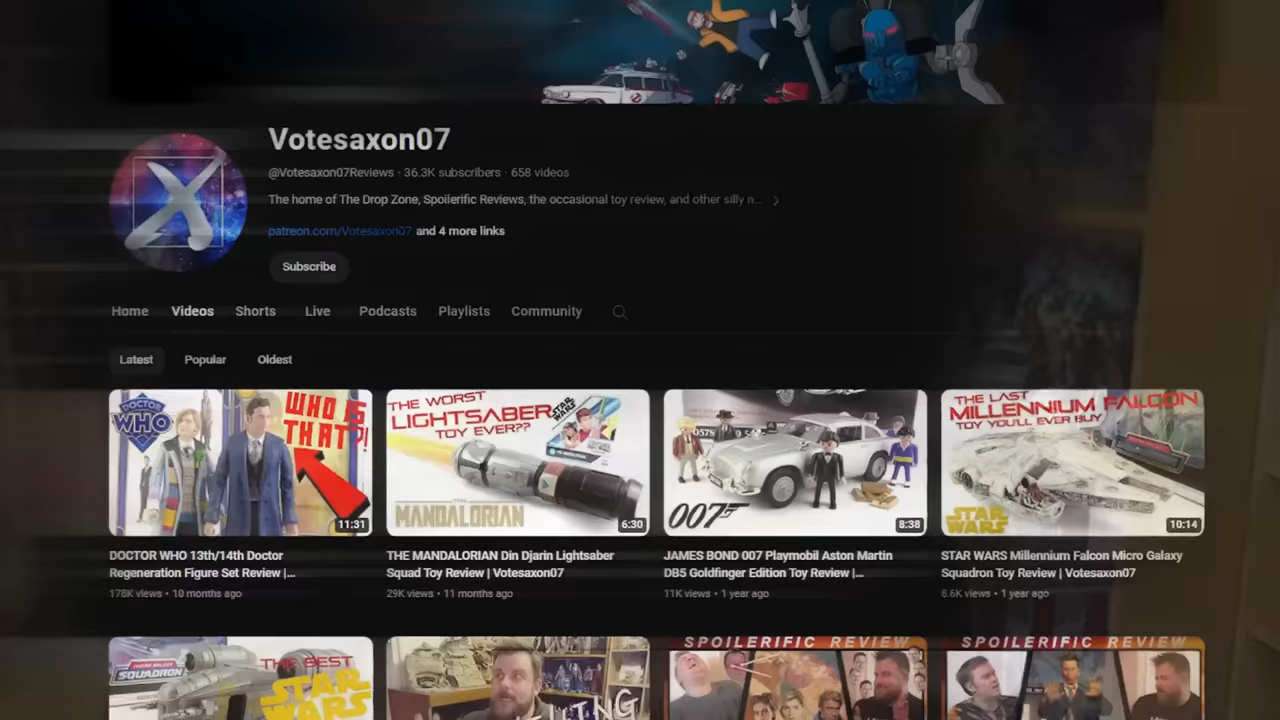 Votesaxon07
@Votesaxon07Reviews · 36.3K subscribers · 658 videos
The home of The Drop Zone, Spoilerific Reviews, the occasional toy review, and other silly n...
patreon.com/Votesaxon07 and 4 more links
Subscribe
Home Videos Shorts Live Podcasts Playlists Community
Latest Popular Oldest
DOCTOR WHO
WHO IS THAT?!
11:31
THE WORST
LIGHTSABER
TOY EVER??
STAR WARS
THE MANDALORIAN
6:30
007
8:38
THE LAST
MILLENNIUM FALCON
TOY YOU'LL EVER BUY
STAR WARS
10:14
DOCTOR WHO 13th/14th Doctor
Regeneration Figure Set Review |...
178K views • 10 months ago
THE MANDALORIAN Din Djarin Lightsaber
Squad Toy Review | Votesaxon07
29K views • 11 months ago
JAMES BOND 007 Playmobil Aston Martin
DB5 Goldfinger Edition Toy Review |...
11K views • 1 year ago
STAR WARS Millennium Falcon Micro Galaxy
Squadron Toy Review | Votesaxon07
8.6K views • 1 year ago
SQUADRON
THE BEST
STAR WARS
SPOILERIFIC REVIEW
SPOILERIFIC REVIEW